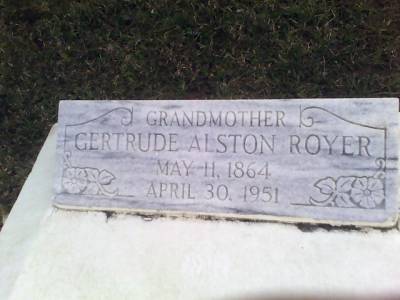 GRANDMOTHER
GERTRUDE ALSTON ROYER
MAY 11, 1864
APRIL 30, 1951